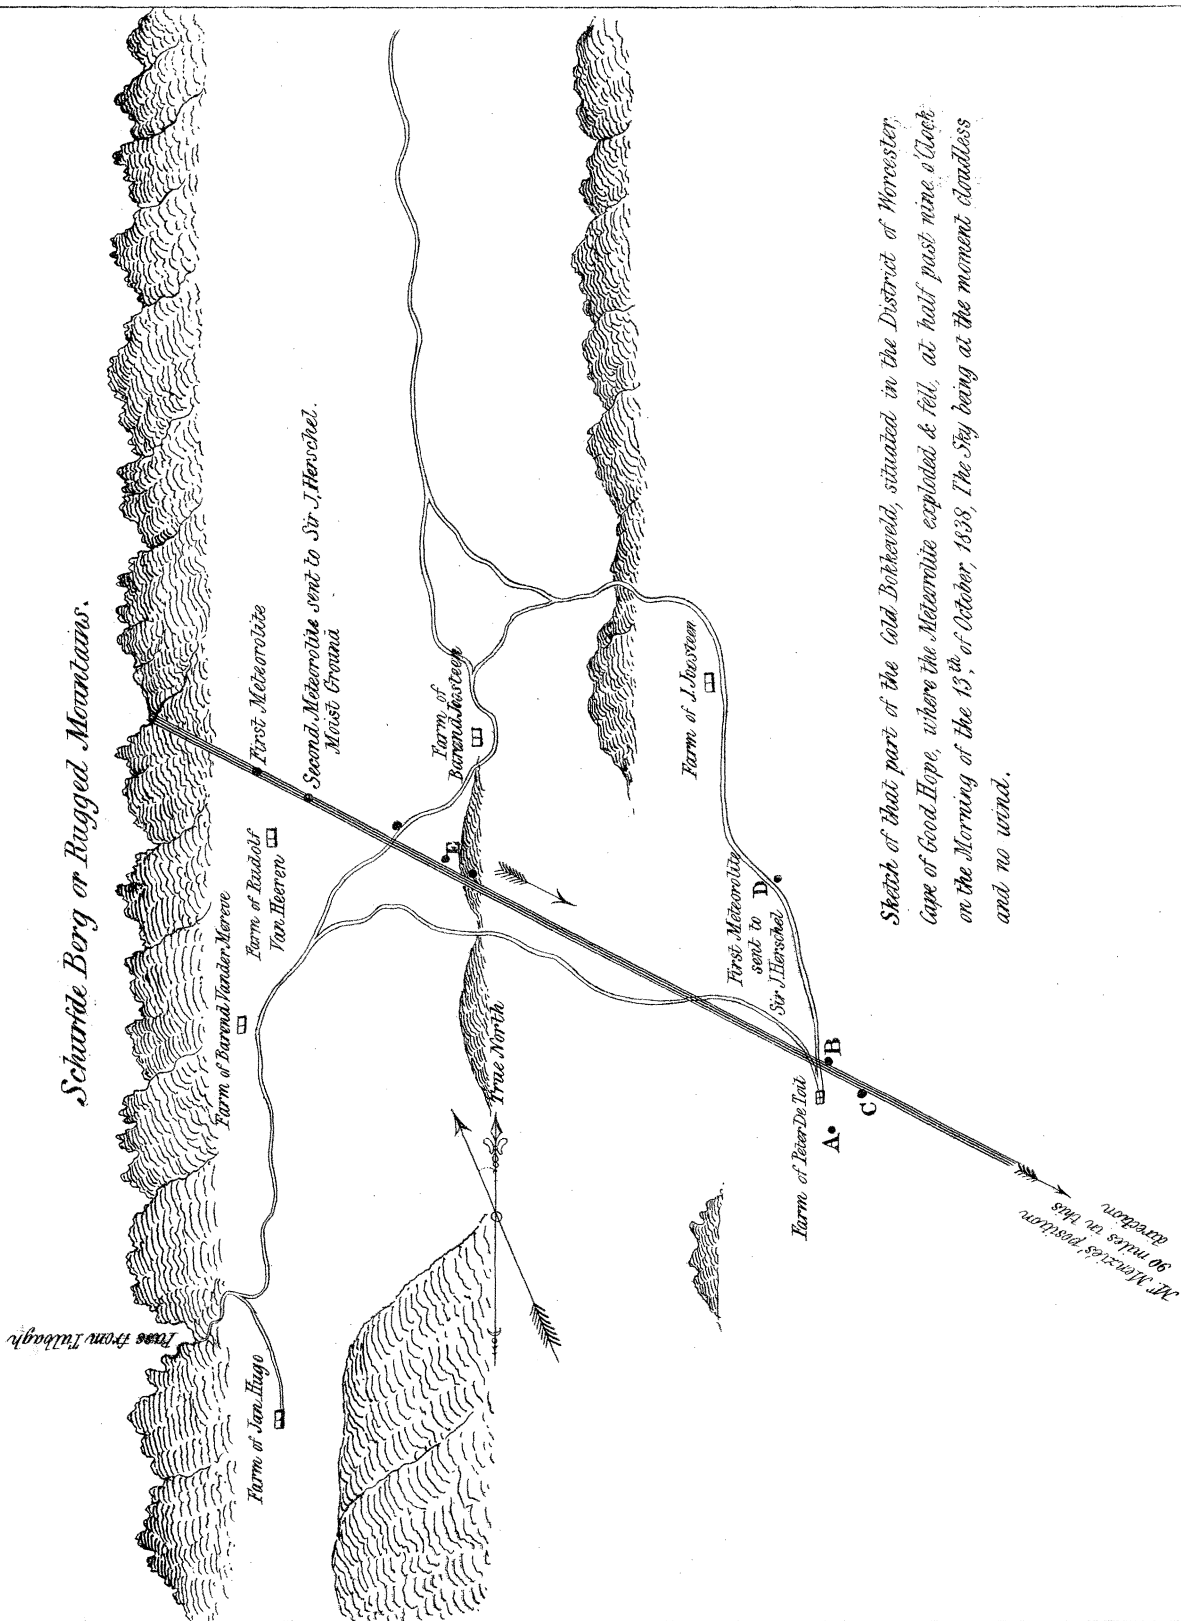 Schurfde Berg or Rugged Mountains.
Pass from Tulbagh
Farm of Jan Hugo
Farm of Barend Vander Mereve
Farm of Rudolf
Van Heeren
First Meteorolite
Second Meteorolite sent to Sir J, Herschel.
Moist Ground
Farm of
Barend Joosteen
E
True North
Farm of J. Joosteen
First Meteorolite
sent to
Sir J. Herschel
D
Farm of Peter De Toit
A
B
C
Mr Menzies' position
90 miles in this
direction
Sketch of that part of the Cold Bokkeveld, situated in the District of Worcester,
Cape of Good Hope, where the Meteorolite exploded & fell, at half past nine o'Clock
on the Morning of the 13th, of October, 1838, The Sky being at the moment cloudless
and no wind.